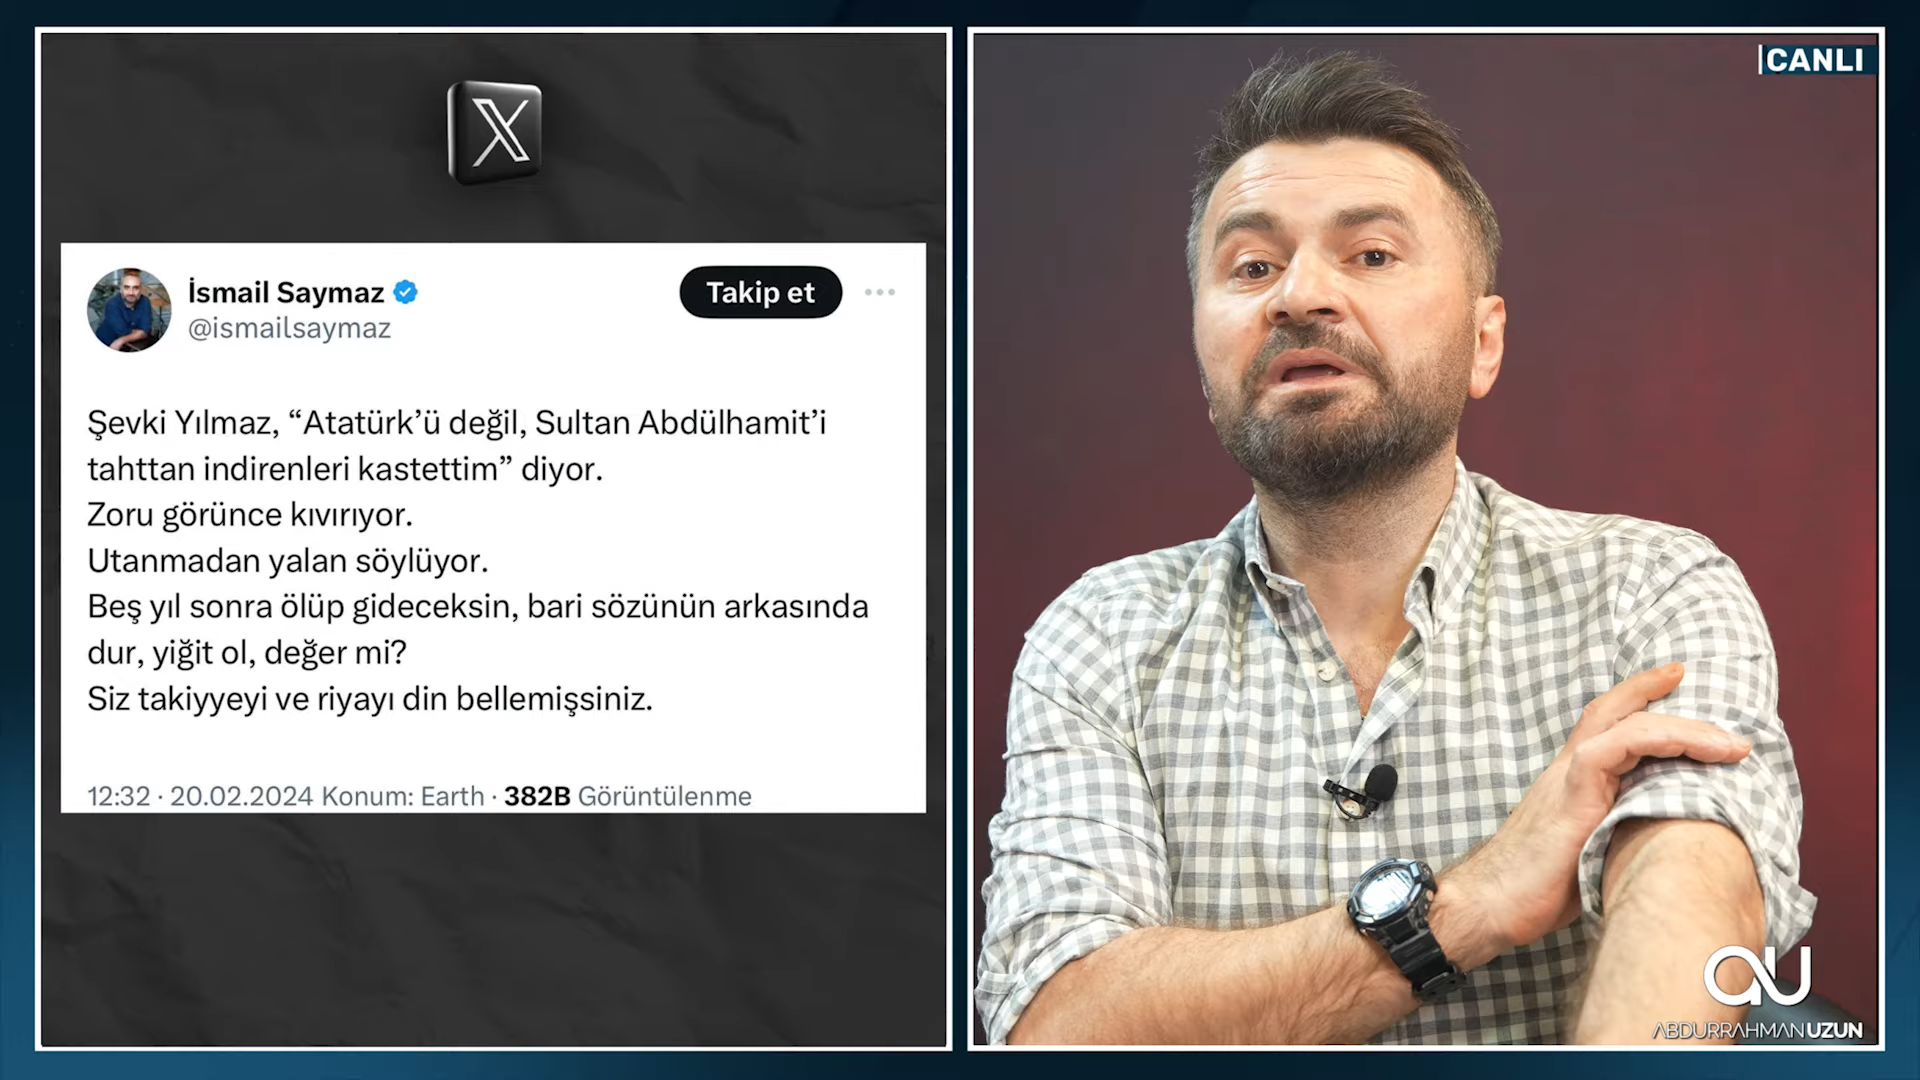 X
İsmail Saymaz
Takip et
@ismailsaymaz
Şevki Yılmaz, “Atatürk’ü değil, Sultan Abdülhamit’i
tahttan indirenleri kastettim” diyor.
Zoru görünce kıvırıyor.
Utanmadan yalan söylüyor.
Beş yıl sonra ölüp gideceksin, bari sözünün arkasında
dur, yiğit ol, değer mi?
Siz takiyyeyi ve riyayı din bellemişsiniz.
12:32 · 20.02.2024 Konum: Earth · 382B Görüntülenme
CANLI
AU
ABDURRAHMANUZUN